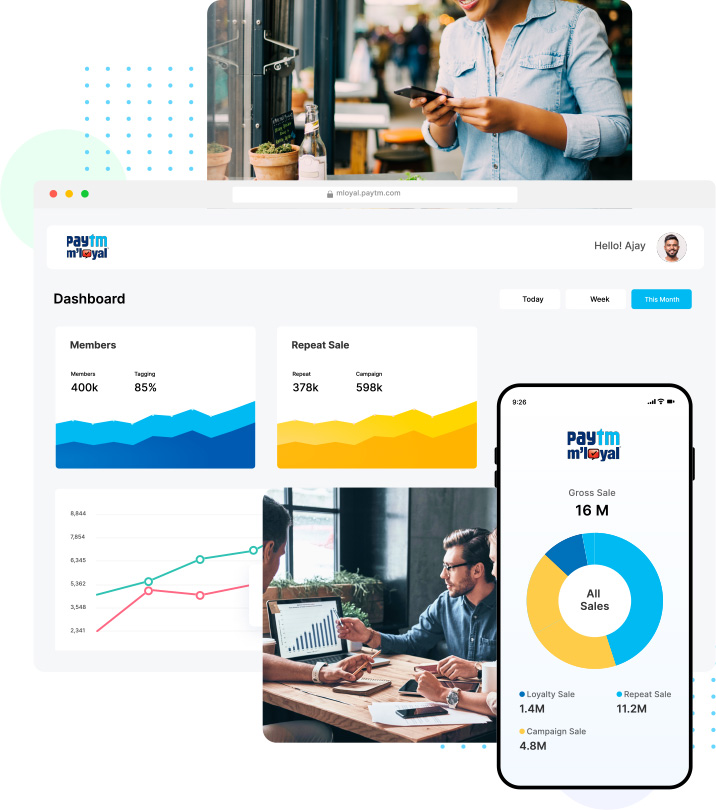 mloyal.paytm.com
paytm
m'loyal
Hello! Ajay
Dashboard
Today
Week
This Month
Members
Members
Tagging
400k
85%
Repeat Sale
Repeat
Campaign
378k
598k
8,844
7,854
6,345
5,362
3,548
2,341
9:26
paytm
m'loyal
Gross Sale
16 M
All
Sales
Loyalty Sale
1.4M
Repeat Sale
11.2M
Campaign Sale
4.8M